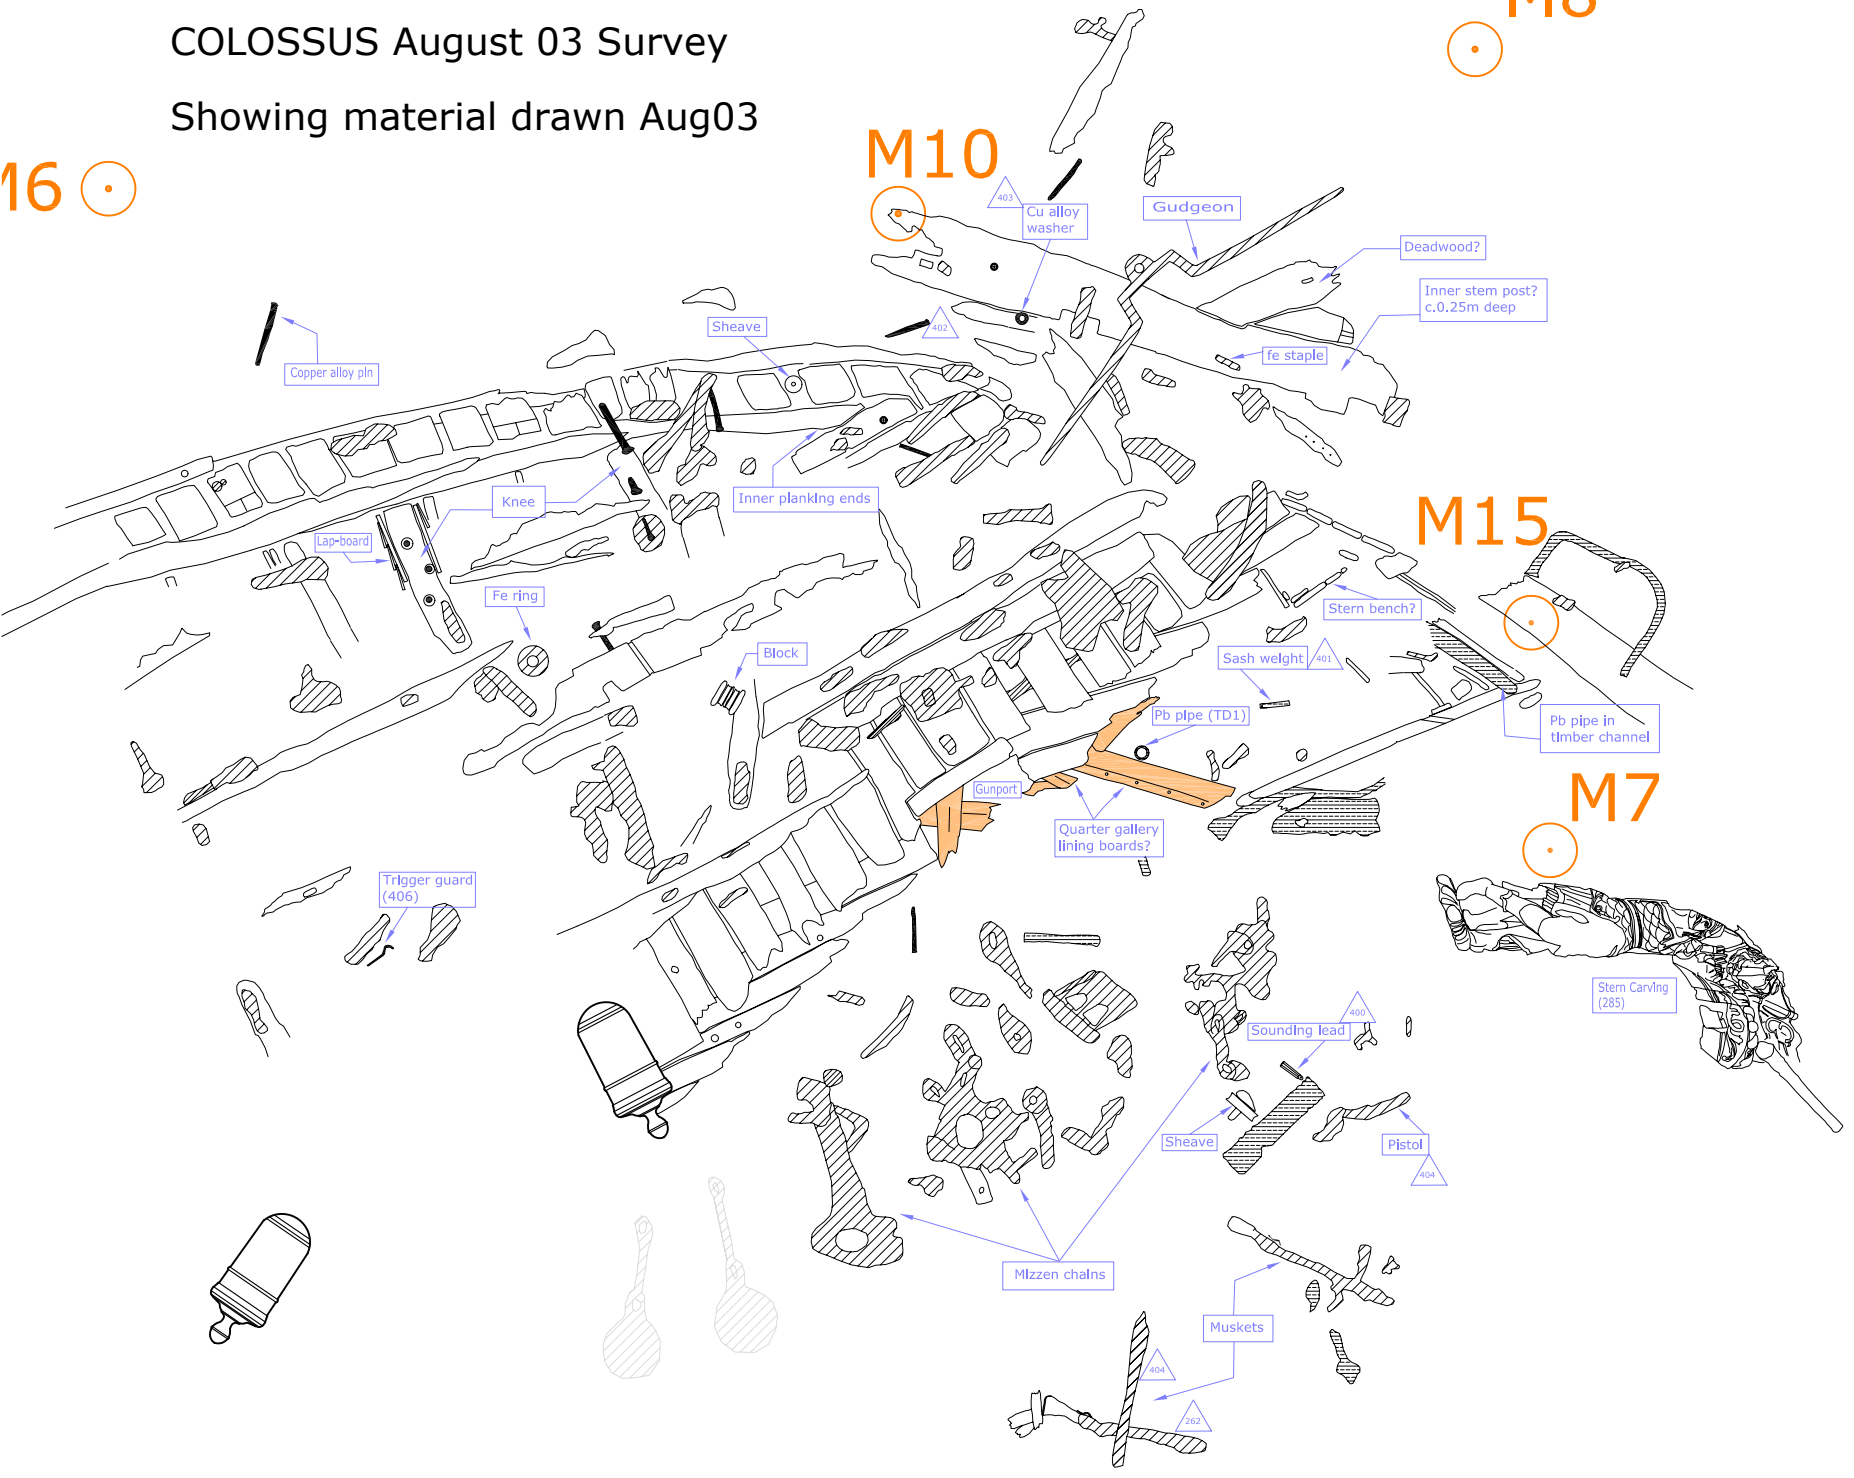 COLOSSUS August 03 Survey
Showing material drawn Aug03
M8
M6
M10
403
Cu alloy
washer
Gudgeon
Deadwood?
Inner stem post?
c.0.25m deep
402
Sheave
fe staple
Copper alloy pin
Inner planking ends
Knee
Lap-board
M15
Fe ring
Stern bench?
Block
Sash weight
401
Pb pipe (TD1)
Pb pipe in
timber channel
M7
Gunport
Quarter gallery
lining boards?
Trigger guard
(406)
Stern Carving
(285)
400
Sounding lead
Sheave
Pistol
404
Mizzen chains
Muskets
404
262